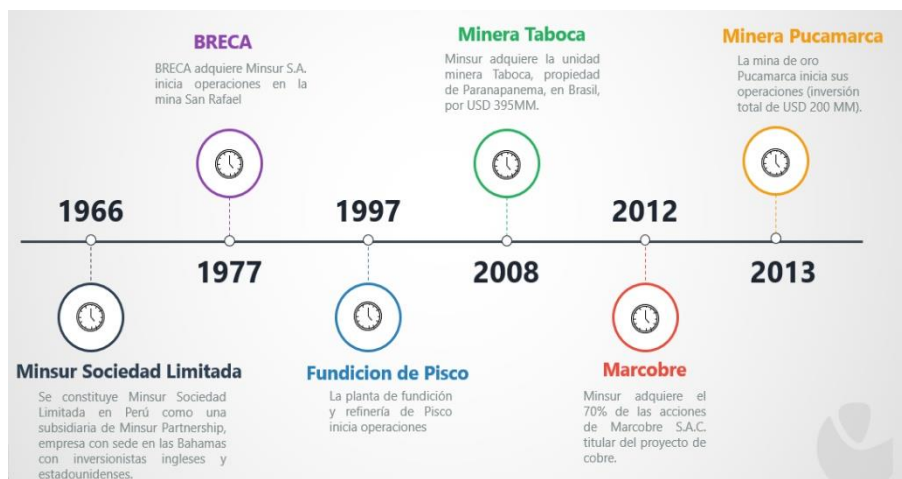 BRECA
BRECA adquiere Minsur S.A.
inicia operaciones en la
mina San Rafael
Minera Taboca
Minsur adquiere la unidad
minera Taboca, propiedad
de Paranapanema, en Brasil,
por USD 395MM.
Minera Pucamarca
La mina de oro
Pucamarca inicia sus
operaciones (inversión
total de USD 200 MM).
1966
1997
2012
1977
2008
2013
Minsur Sociedad Limitada
Se constituye Minsur Sociedad
Limitada en Perú como una
subsidiaria de Minsur Partnership,
empresa con sede en las Bahamas
con inversionistas ingleses y
estadounidenses.
Fundicion de Pisco
La planta de fundición
y refinería de Pisco
inicia operaciones
Marcobre
Minsur adquiere el
70% de las acciones
de Marcobre S.A.C.
titular del proyecto de
cobre.